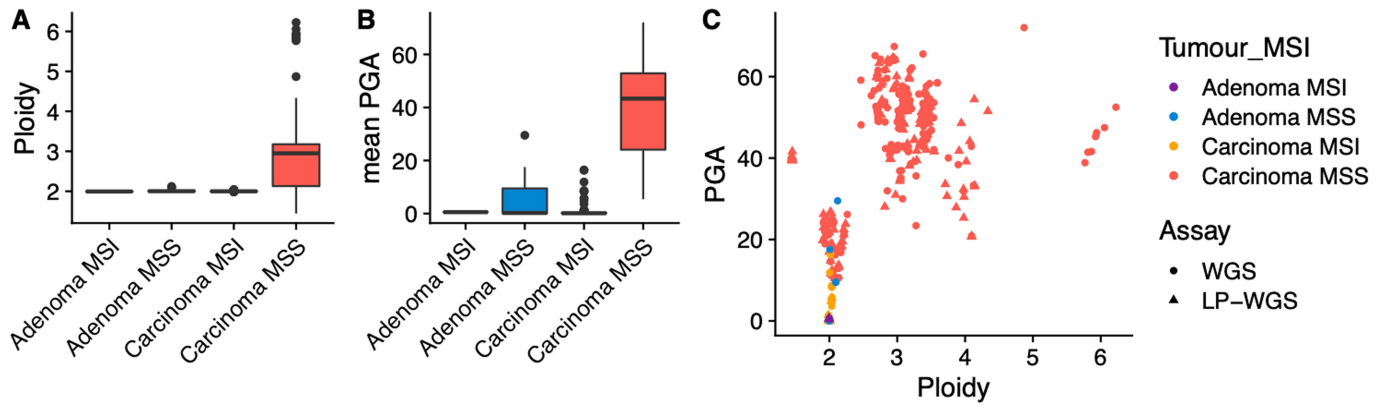 A
Ploidy
6
5
4
3
2
Adenoma MSI
Adenoma MSS
Carcinoma MSI
Carcinoma MSS
B
mean PGA
60
40
20
0
Adenoma MSI
Adenoma MSS
Carcinoma MSI
Carcinoma MSS
C
PGA
60
40
20
0
2 3 4 5 6
Ploidy
Tumour_MSI
Adenoma MSI
Adenoma MSS
Carcinoma MSI
Carcinoma MSS
Assay
WGS
LP−WGS